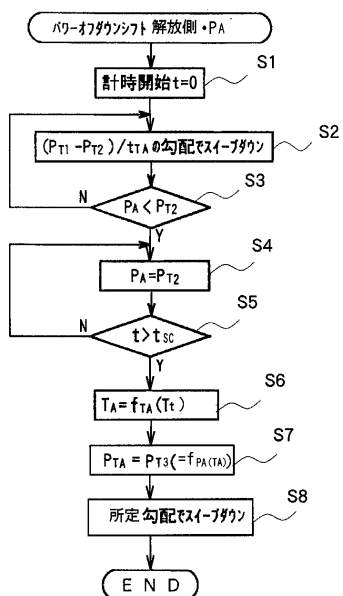 パワーオフダウンシフト 解放側・PA
S1
計時開始t=0
S2
(PT1-PT2)/tTAの勾配でスイープダウン
S3
PA<PT2
N
Y
S4
PA=PT2
S5
t>tSC
N
Y
S6
TA=fTA(Tt)
S7
PTA=PT3(=fPA(TA))
S8
所定勾配でスイープダウン
END